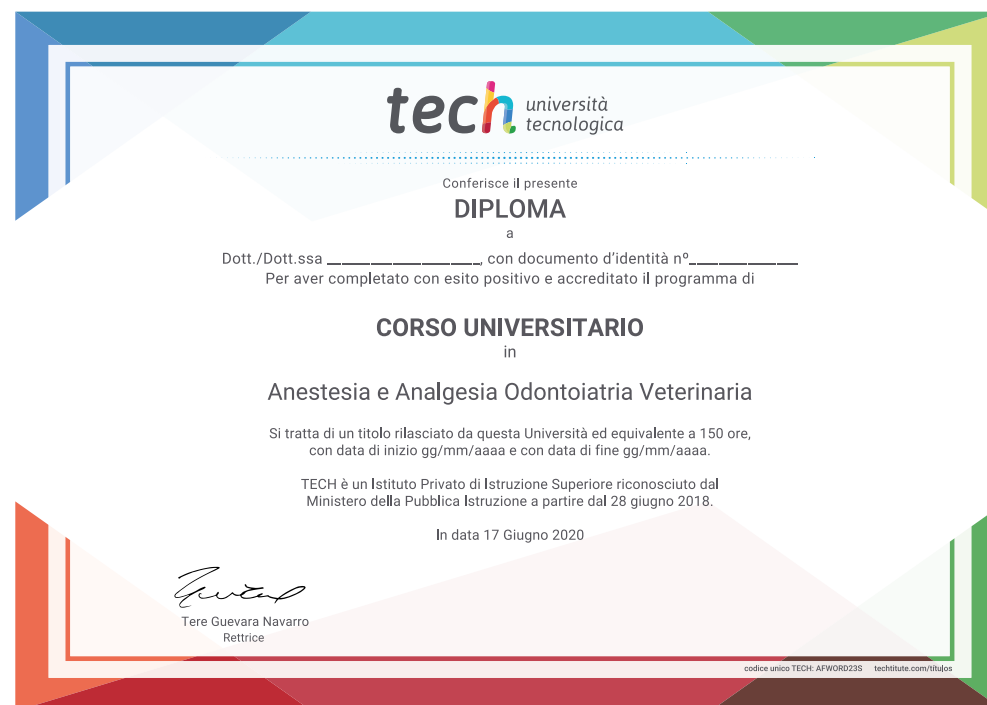 tech università
tecnologica
Conferisce il presente
DIPLOMA
a
Dott./Dott.ssa ____________________, con documento d'identità nº______________
Per aver completato con esito positivo e accreditato il programma di
CORSO UNIVERSITARIO
in
Anestesia e Analgesia Odontoiatria Veterinaria
Si tratta di un titolo rilasciato da questa Università ed equivalente a 150 ore,
con data di inizio gg/mm/aaaa e con data di fine gg/mm/aaaa.
TECH è un Istituto Privato di Istruzione Superiore riconosciuto dal
Ministero della Pubblica Istruzione a partire dal 28 giugno 2018.
In data 17 Giugno 2020
Tere Guevara Navarro
Rettrice
codice unico TECH: AFWORD23S techtitute.com/títulos